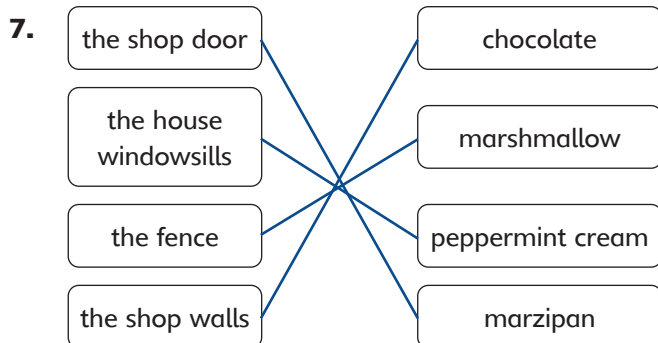 7.
the shop door
chocolate
the house
windowsills
marshmallow
the fence
peppermint cream
the shop walls
marzipan